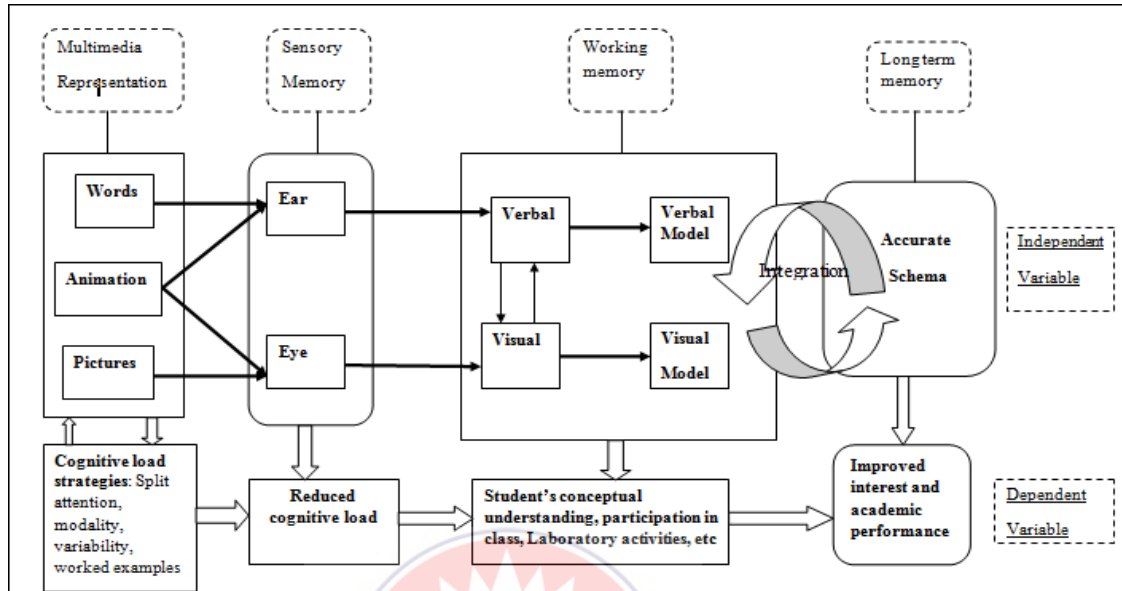 Multimedia
Representation
Sensory
Memory
Working
memory
Longterm
memory
Words
Animation
Pictures
Ear
Eye
Verbal
Visual
Verbal
Model
Visual
Model
Integration
Accurate
Schema
Independent
Variable
Cognitive load
strategies: Split
attention,
modality,
variability,
worked examples
Reduced
cognitive load
Student's conceptual
understanding, participation in
class, Laboratory activities, etc
Improved
interest and
academic
performance
Dependent
Variable